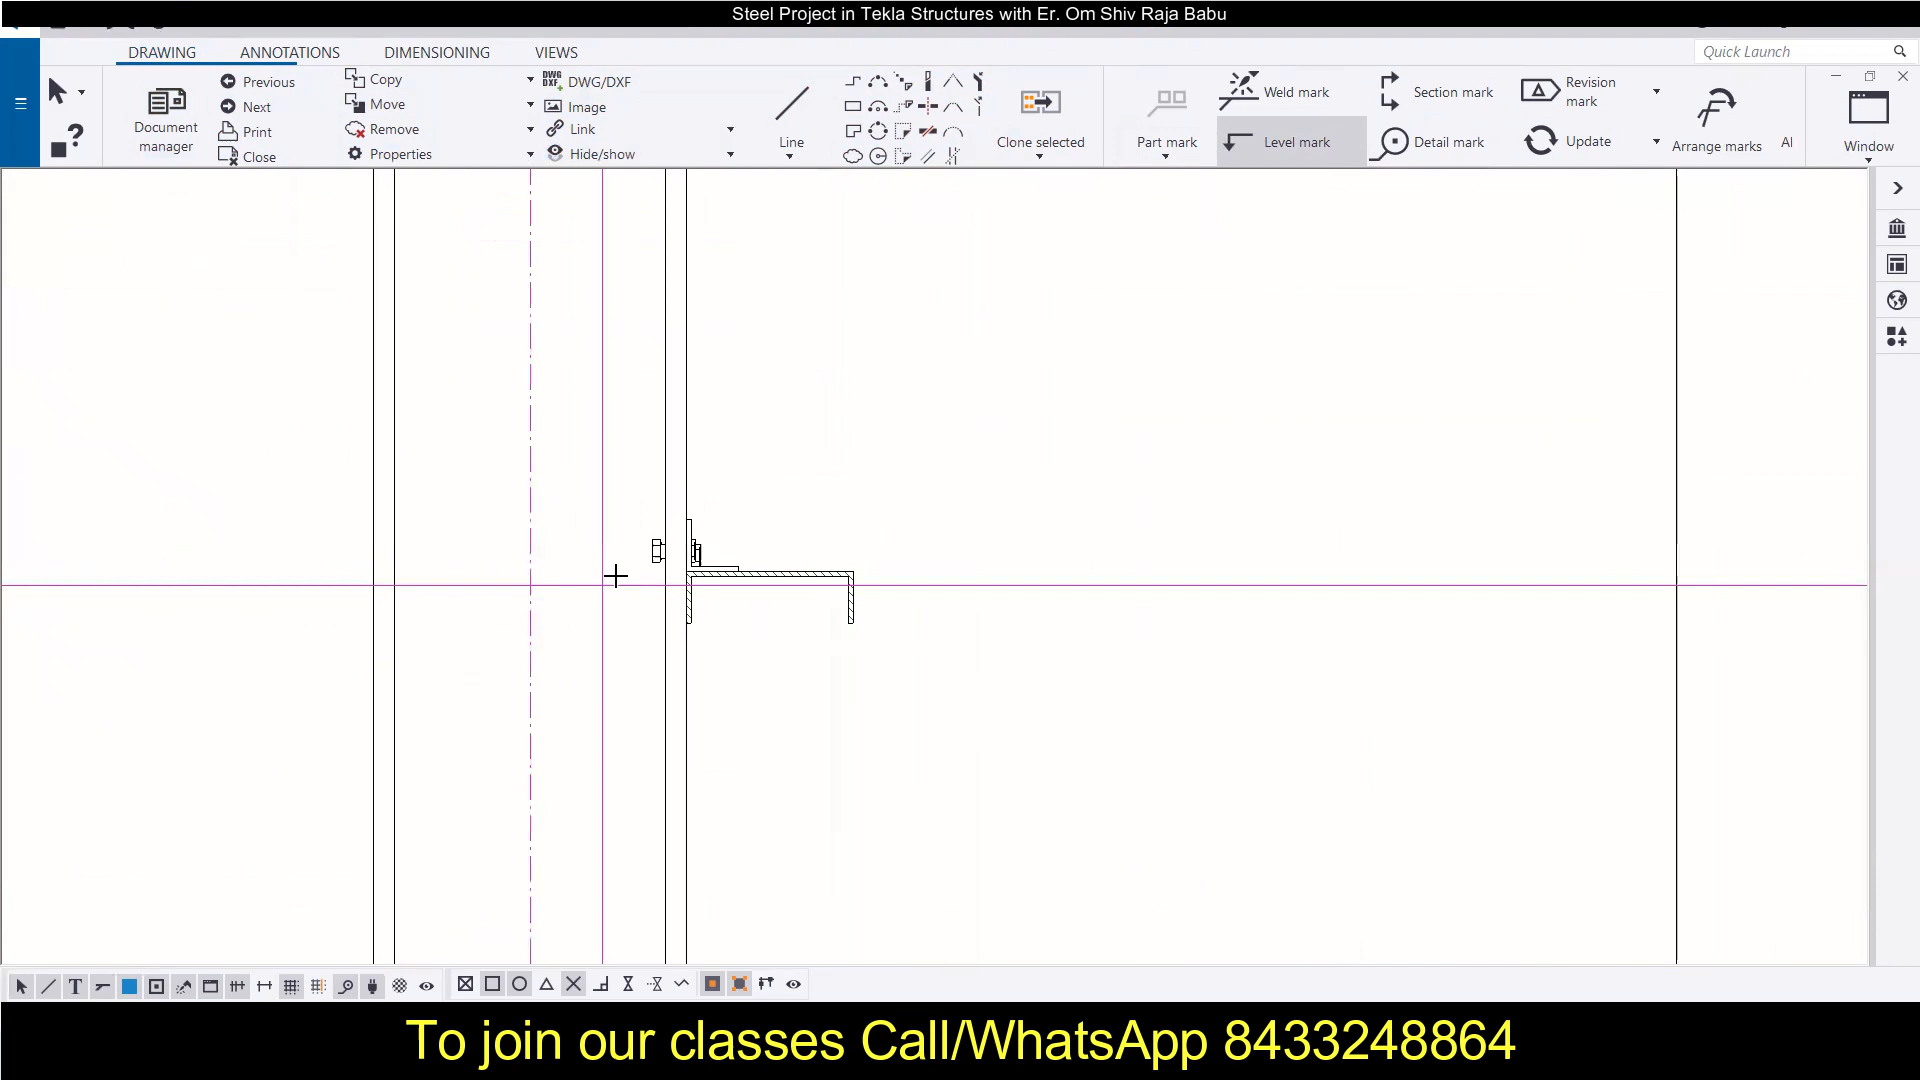 Steel Project in Tekla Structures with Er. Om Shiv Raja Babu
DRAWING ANNOTATIONS DIMENSIONING VIEWS
Quick Launch
Document manager
Previous
Next
Print
Close
Copy
Move
Remove
Properties
DWG/DXF
Image
Link
Hide/show
Line
Clone selected
Part mark
Weld mark
Level mark
Section mark
Detail mark
Revision mark
Update
Arrange marks
Al
Window
To join our classes Call/WhatsApp 8433248864